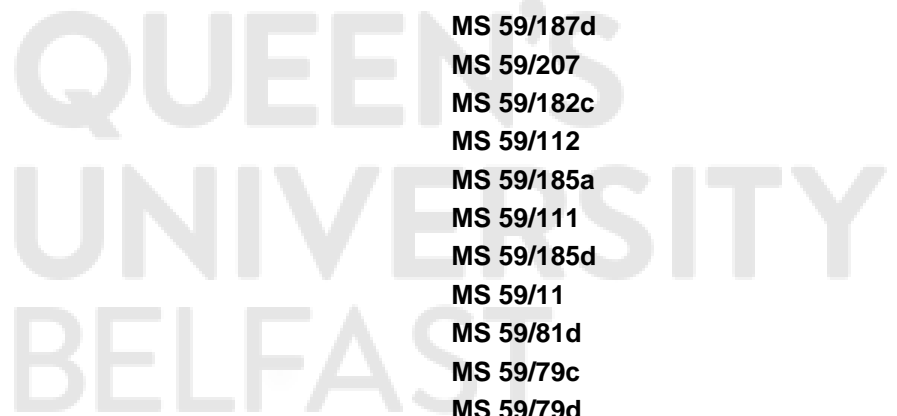 QUEEN'S
UNIVERSITY
BELFAST
MS 59/187d
MS 59/207
MS 59/182c
MS 59/112
MS 59/185a
MS 59/111
MS 59/185d
MS 59/11
MS 59/81d
MS 59/79c
MS 59/79d